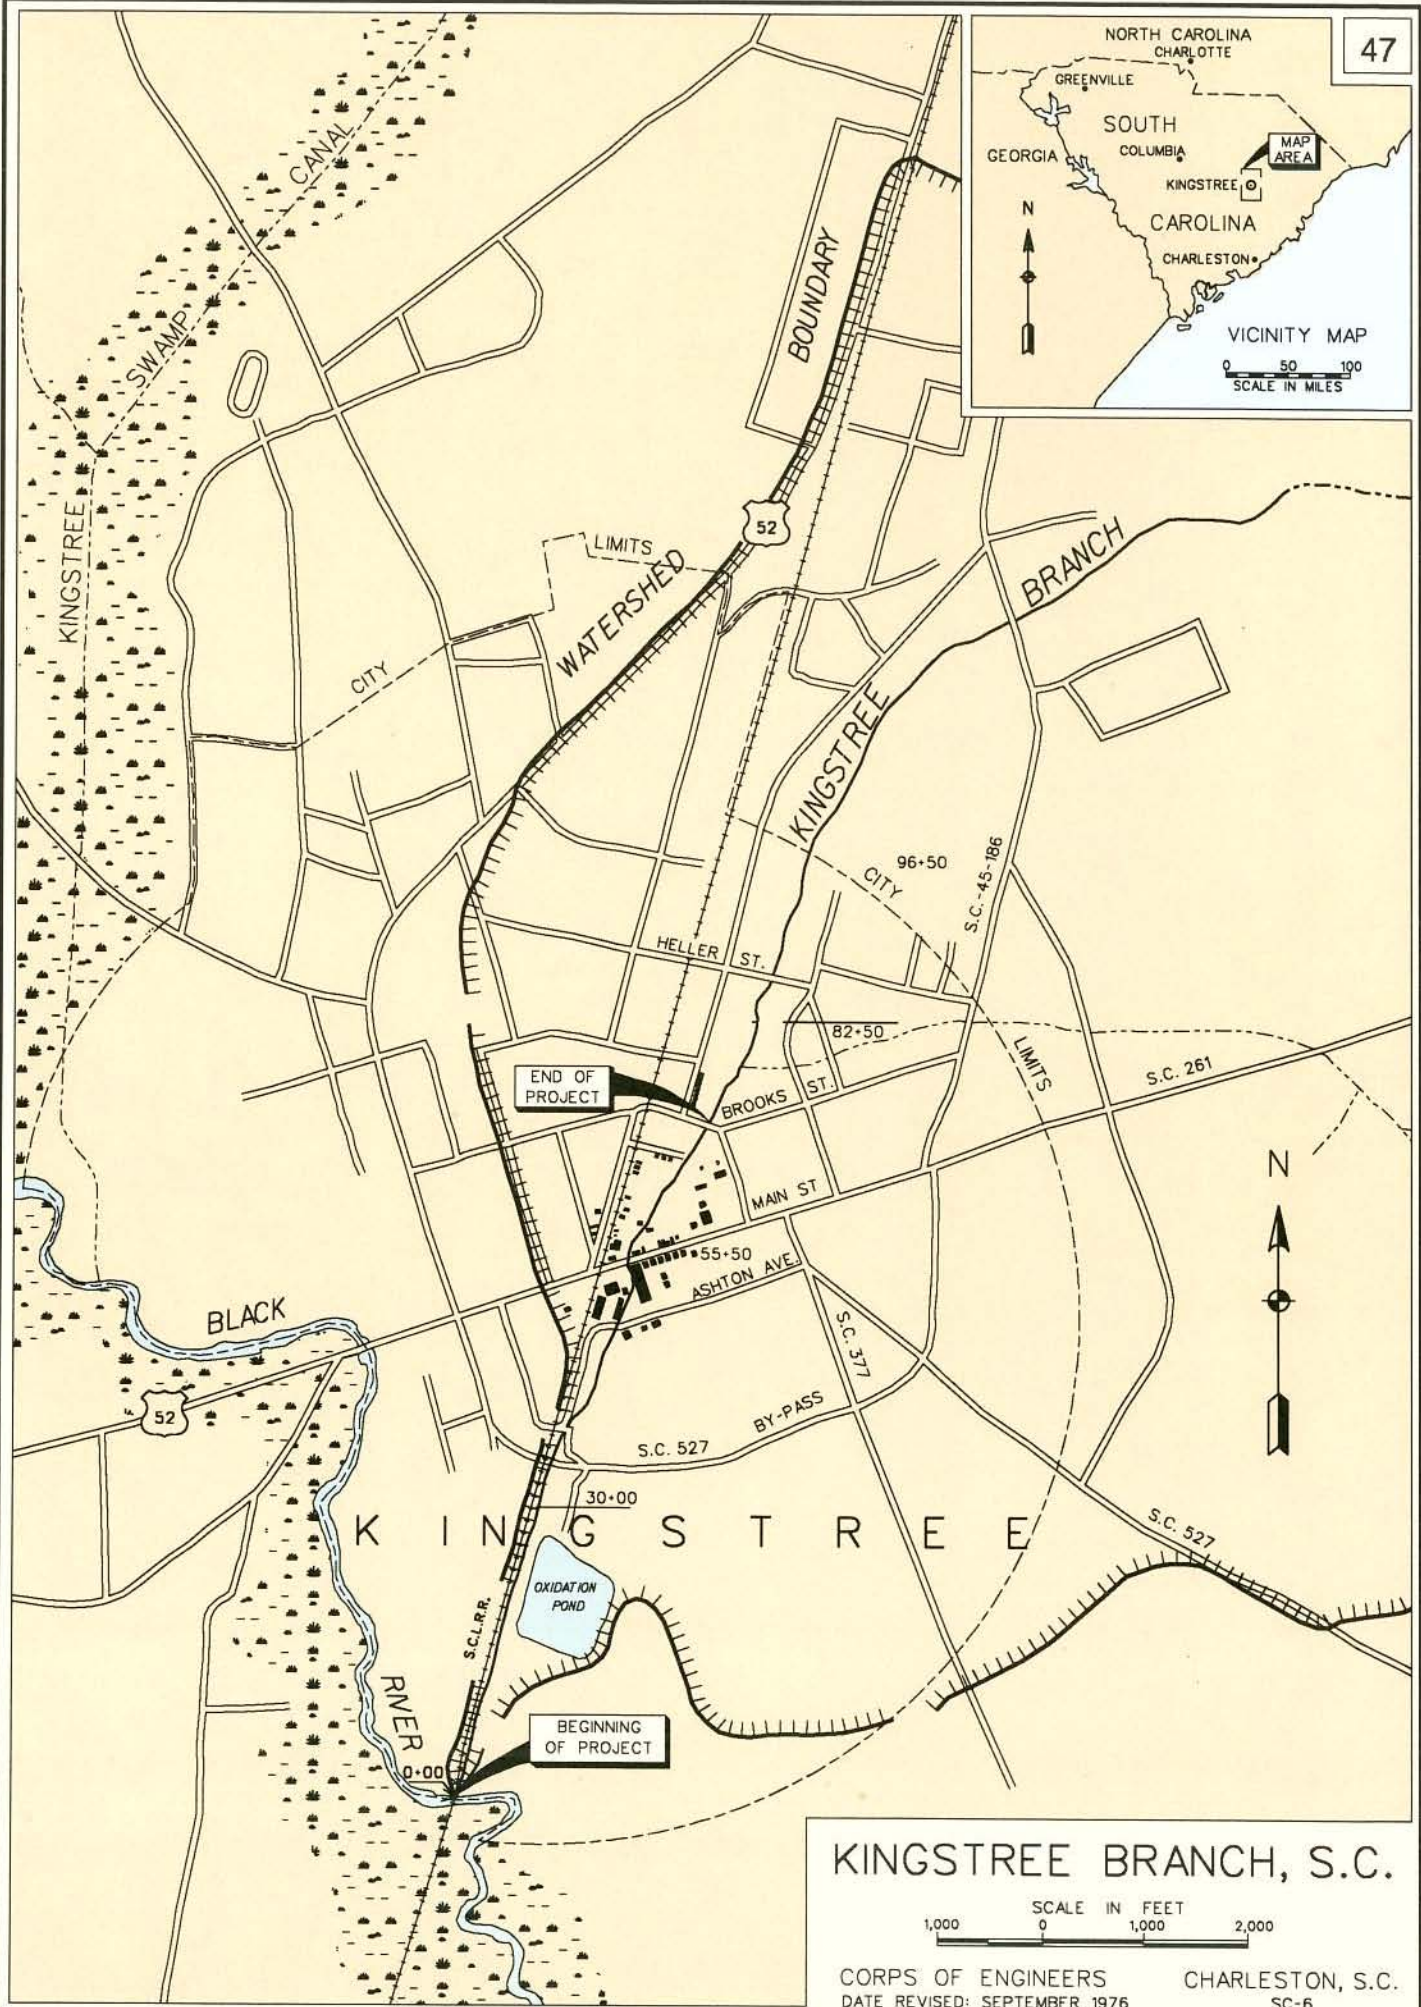 47
NORTH CAROLINA
CHARLOTTE
GREENVILLE
SOUTH
COLUMBIA
MAP
AREA
GEORGIA
KINGSTREE
N
CAROLINA
CHARLESTON
VICINITY MAP
0 50 100
SCALE IN MILES
CANAL
SWAMP
KINGSTREE
BOUNDARY
52
LIMITS
WATERSHED
CITY
BRANCH
KINGSTREE
96+50
CITY
S.C.-45-186
HELLER ST.
82+50
LIMITS
S.C. 261
END OF
PROJECT
BROOKS ST.
N
MAIN ST
55+50
ASHTON AVE.
BLACK
S.C. 377
52
BY-PASS
S.C. 527
30+00
KINGSTREE
S.C. 527
OXIDATION
POND
S.C.L.R.R.
RIVER
BEGINNING
OF PROJECT
0+00
KINGSTREE BRANCH, S.C.
SCALE IN FEET
1,000 0 1,000 2,000
CORPS OF ENGINEERS CHARLESTON, S.C.
DATE REVISED: SEPTEMBER 1976 SC-6